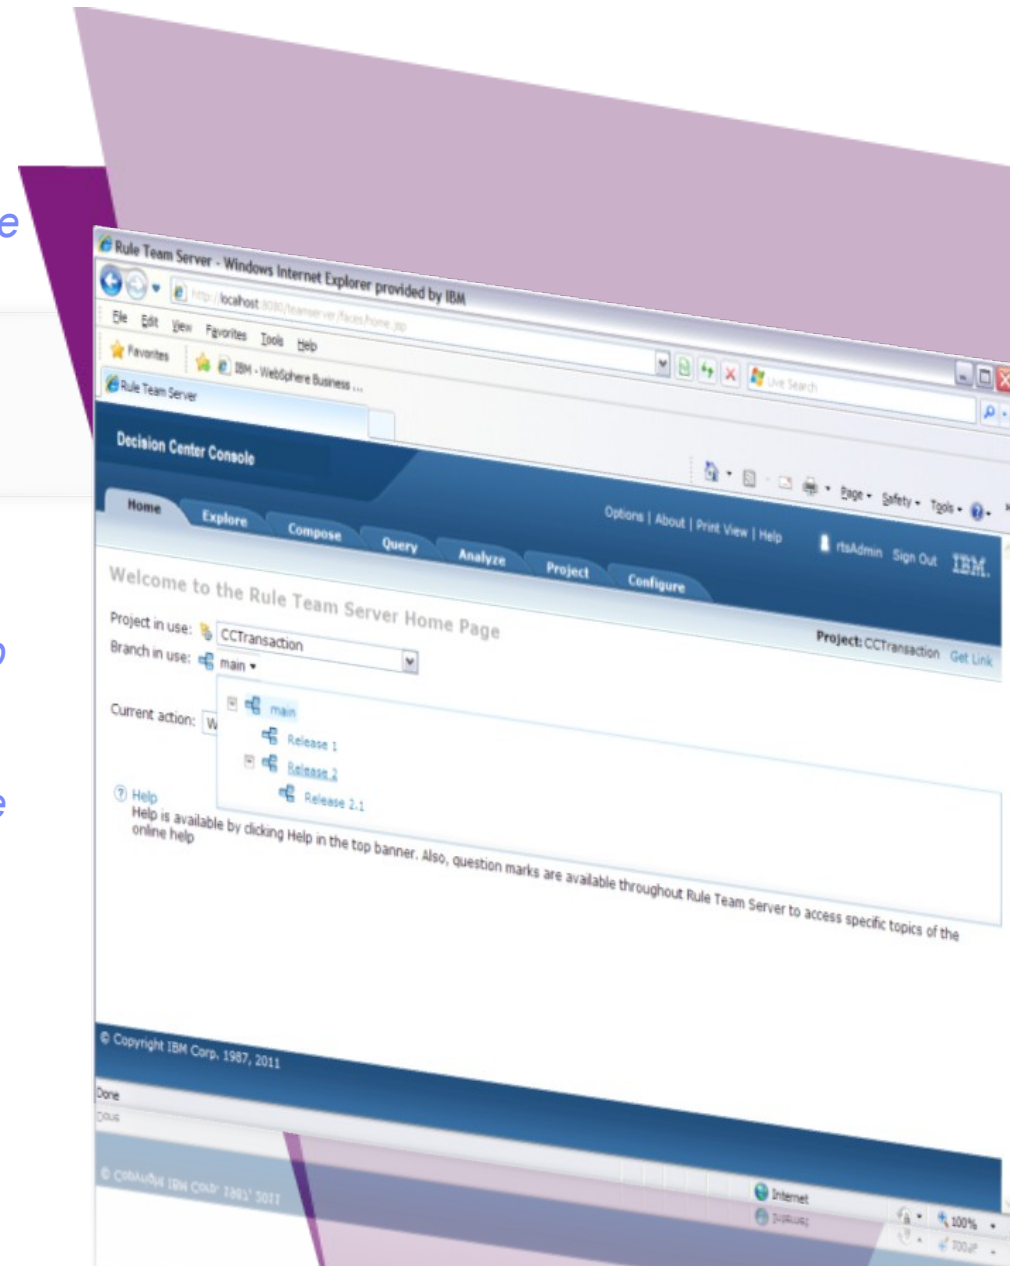 e
Rule Team Server - Windows Internet Explorer provided by IBM
http://localhost:8080/teamserver/faces/home.jsp
Live Search
File Edit View Favorites Tools Help
Favorites
IBM - WebSphere Business ...
Rule Team Server
Page Safety Tools
Decision Center Console
Options | About | Print View | Help
rtsAdmin Sign Out IBM.
Home Explore Compose Query Analyze Project Configure
Project: CCTransaction Get Link
Welcome to the Rule Team Server Home Page
Project in use: CCTransaction
Branch in use: main
main
Release 1
Release 2
Release 2.1
Current action: W
e
Help
Help is available by clicking Help in the top banner. Also, question marks are available throughout Rule Team Server to access specific topics of the
online help
© Copyright IBM Corp. 1987, 2011
Done
Internet
100%